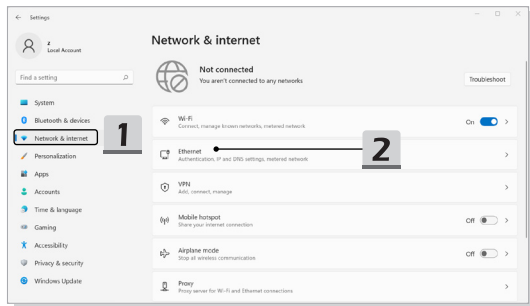 Settings
z
Local Account
Find a setting
System
Bluetooth & devices
Network & internet
Personalization
Apps
Accounts
Time & language
Gaming
Accessibility
Privacy & security
Windows Update
1
Network & internet
Not connected
You aren't connected to any networks
Troubleshoot
Wi-Fi
Connect, manage known networks, metered network
On
Ethernet
Authentication, IP and DNS settings, metered network
2
VPN
Add, connect, manage
Mobile hotspot
Share your internet connection
Off
Airplane mode
Stop all wireless communication
Off
Proxy
Proxy server for Wi-Fi and Ethernet connections